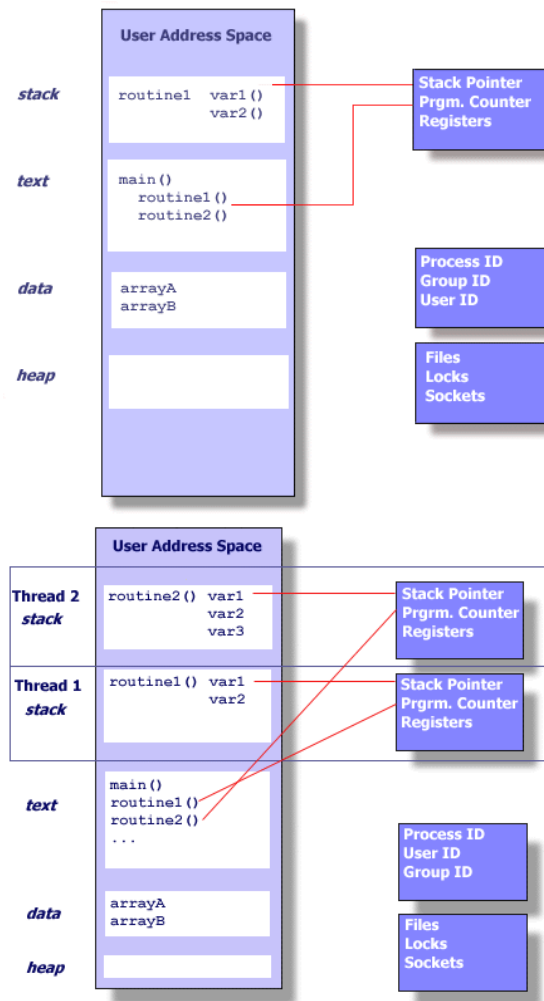 User Address Space
stack
routine1 var1()
var2()
Stack Pointer
Prgm. Counter
Registers
text
main()
routine1()
routine2()
data
arrayA
arrayB
Process ID
Group ID
User ID
heap
Files
Locks
Sockets
User Address Space
Thread 2
stack
routine2() var1
var2
var3
Stack Pointer
Prgrm. Counter
Registers
Thread 1
stack
routine1() var1
var2
Stack Pointer
Prgrm. Counter
Registers
text
main()
routine1()
routine2()
...
Process ID
User ID
Group ID
data
arrayA
arrayB
Files
Locks
Sockets
heap